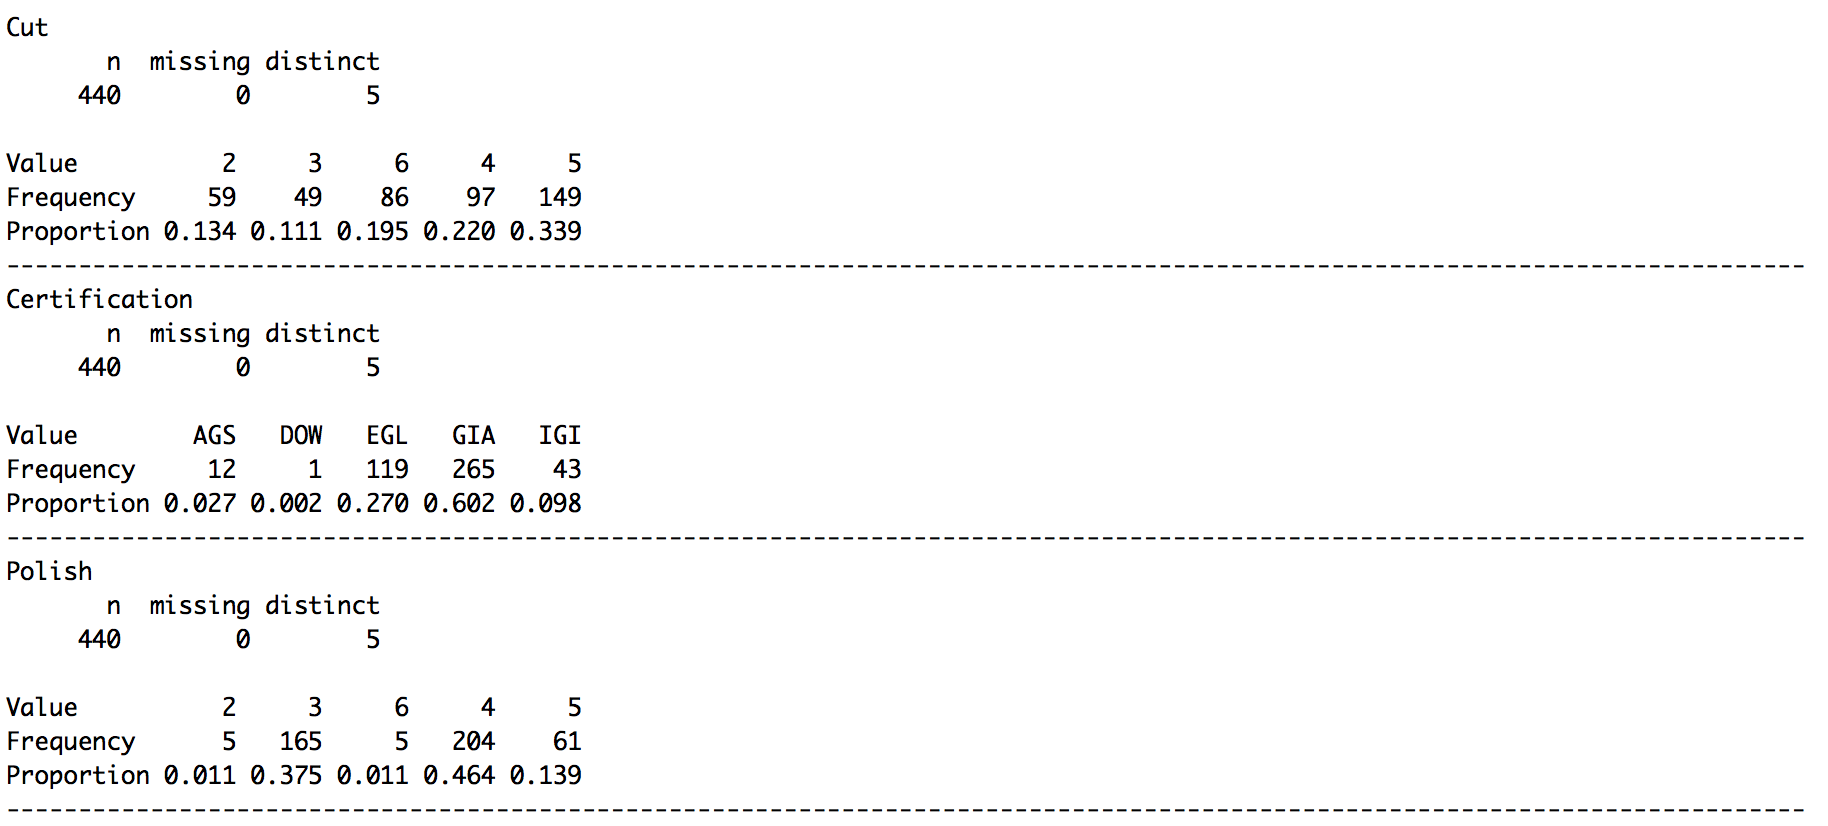 Cut
n missing distinct
440 0 5
Value 2 3 6 4 5
Frequency 59 49 86 97 149
Proportion 0.134 0.111 0.195 0.220 0.339
-----------------------------------------------------------------------------------------------------------------------------
Certification
n missing distinct
440 0 5
Value AGS DOW EGL GIA IGI
Frequency 12 1 119 265 43
Proportion 0.027 0.002 0.270 0.602 0.098
-----------------------------------------------------------------------------------------------------------------------------
Polish
n missing distinct
440 0 5
Value 2 3 6 4 5
Frequency 5 165 5 204 61
Proportion 0.011 0.375 0.011 0.464 0.139
-----------------------------------------------------------------------------------------------------------------------------